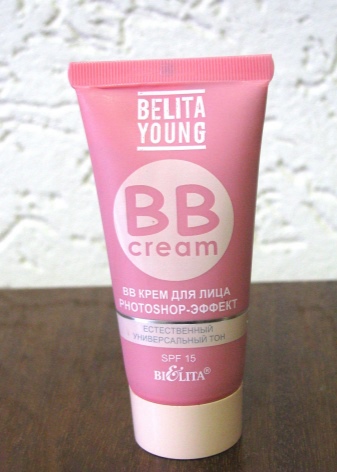 BELITA
YOUNG
BB
cream
BB КРЕМ ДЛЯ ЛИЦА
PHOTOSHOP-ЭФФЕКТ
ЕСТЕСТВЕННЫЙ
УНИВЕРСАЛЬНЫЙ ТОН
SPF 15
BIELITA®